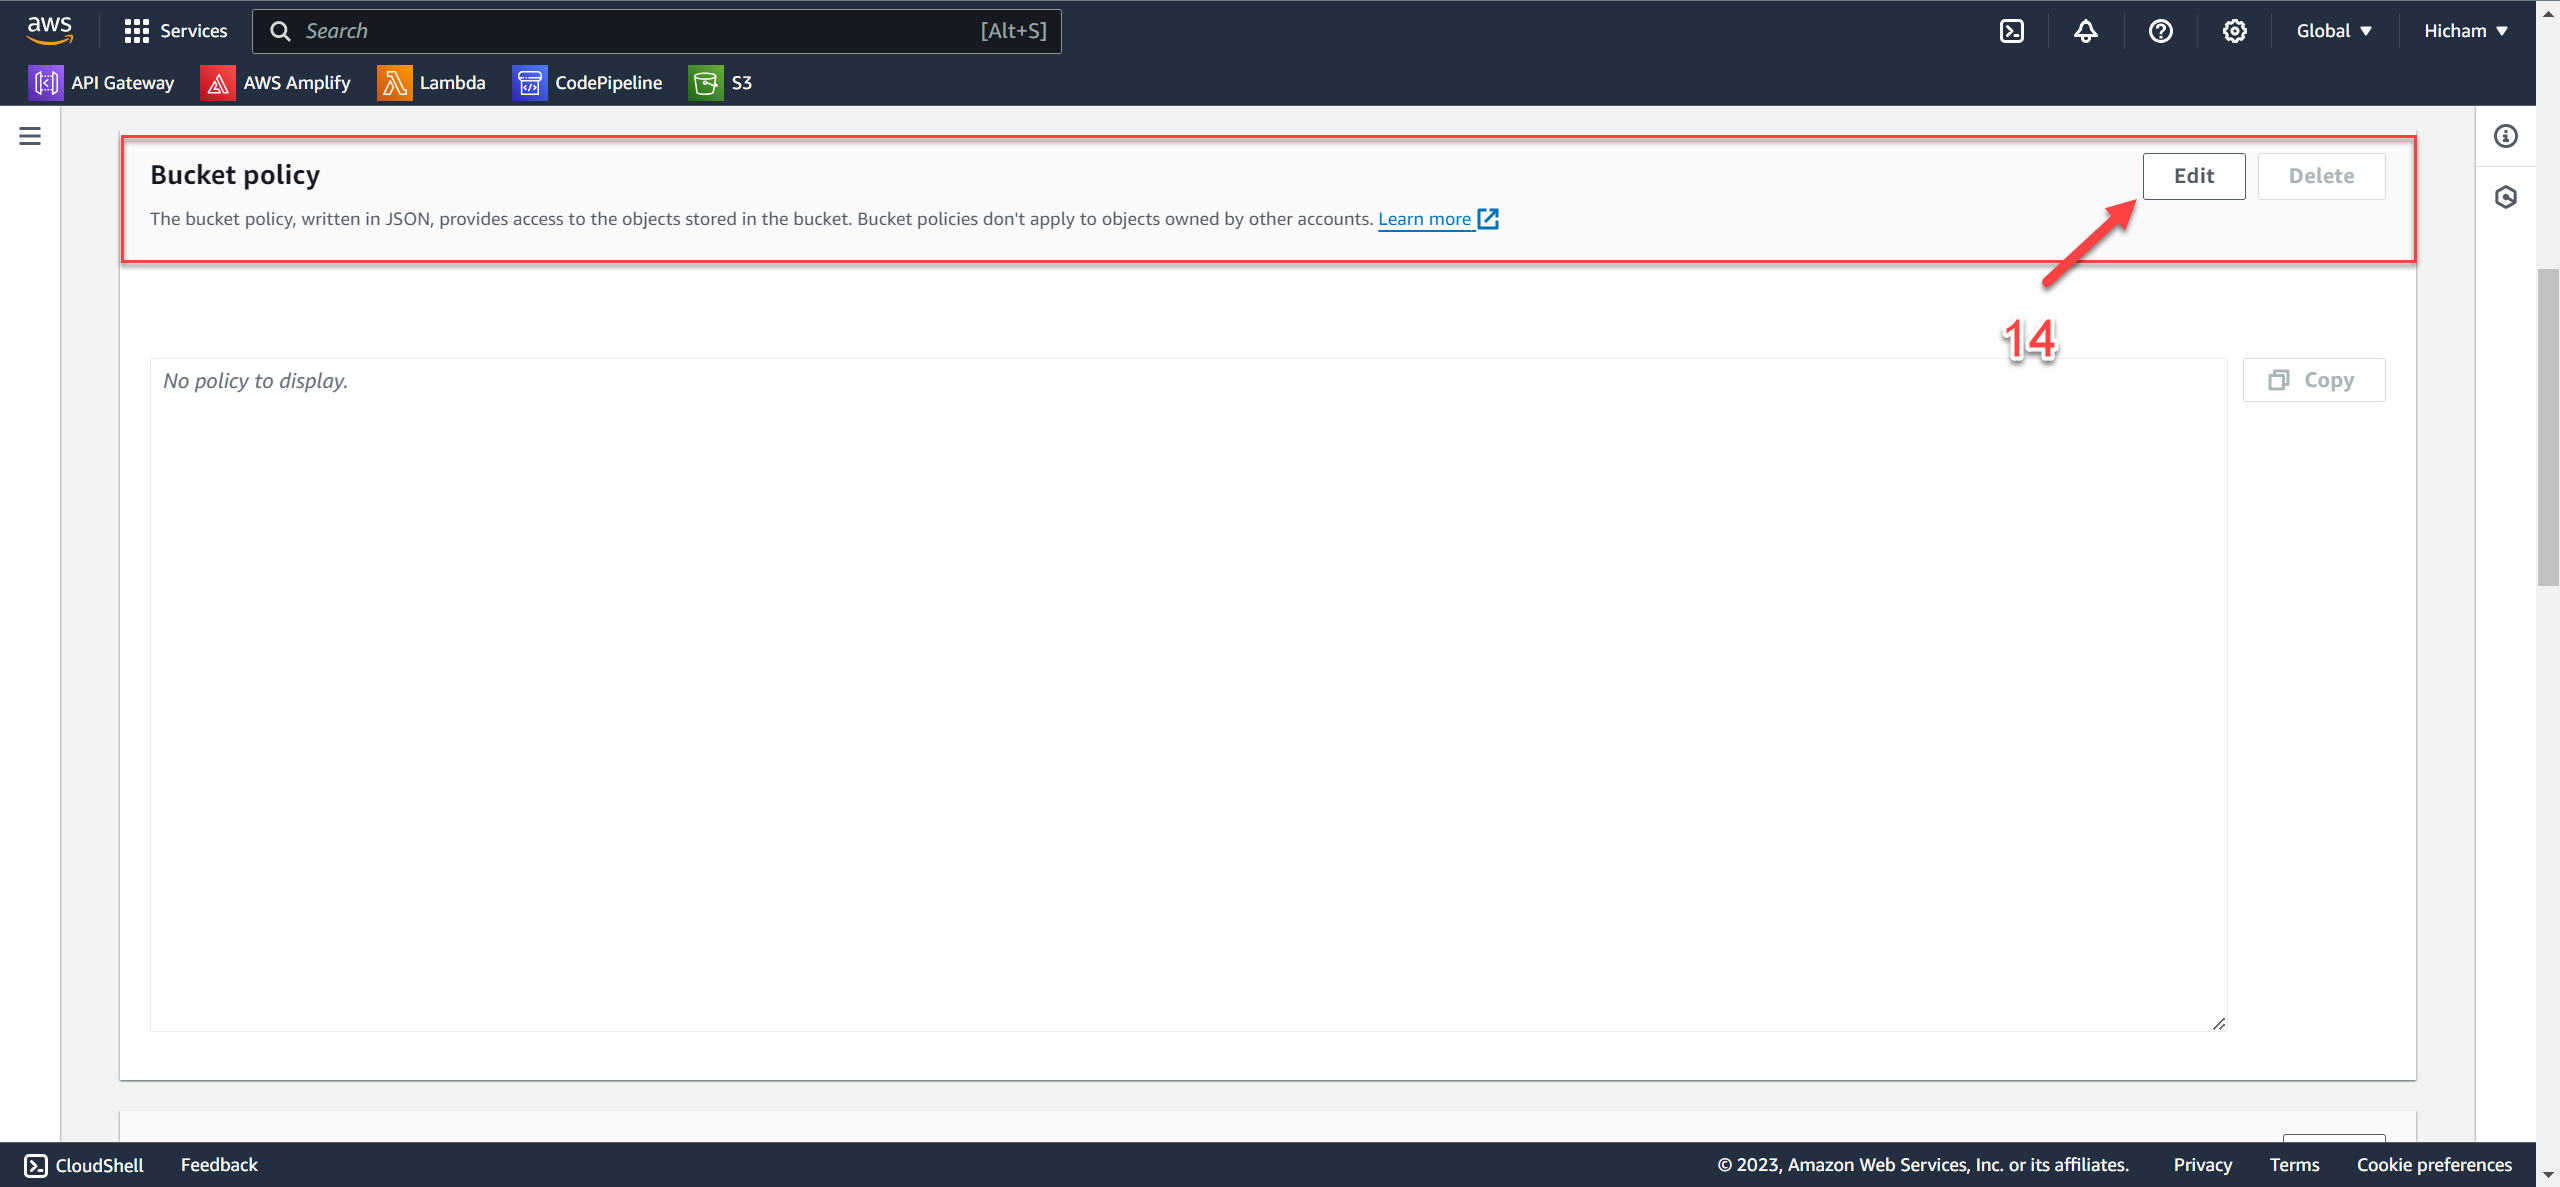 aws
Services
Search
[Alt+S]
Global ▼
Hicham ▼
API Gateway
AWS Amplify
Lambda
CodePipeline
S3
Bucket policy
Edit
Delete
The bucket policy, written in JSON, provides access to the objects stored in the bucket. Bucket policies don't apply to objects owned by other accounts. Learn more
14
No policy to display.
Copy
CloudShell
Feedback
© 2023, Amazon Web Services, Inc. or its affiliates.
Privacy
Terms
Cookie preferences